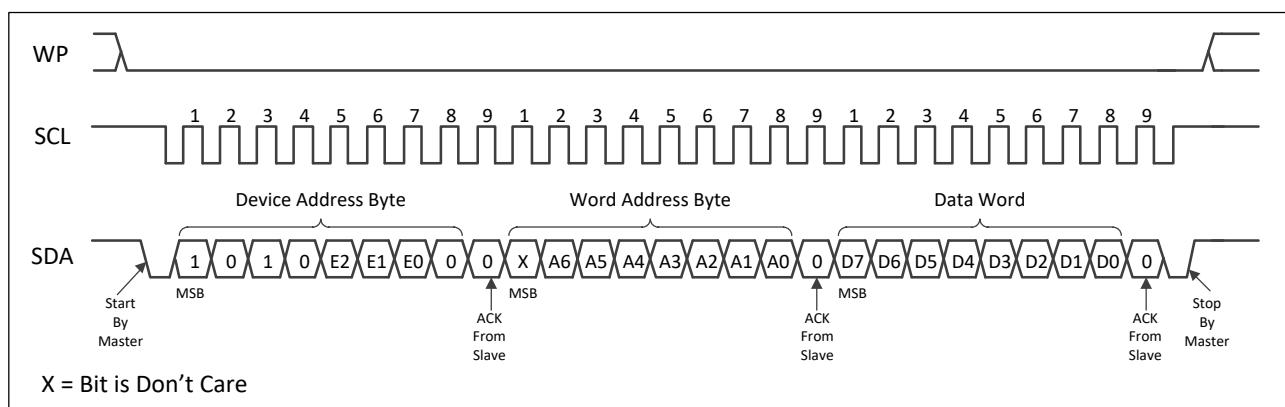 WP
1 2 3 4 5 6 7 8 9 1 2 3 4 5 6 7 8 9 1 2 3 4 5 6 7 8 9
SCL
Device Address Byte Word Address Byte Data Word
SDA 1 0 1 0 E2 E1 E0 0 0 X A6 A5 A4 A3 A2 A1 A0 0 D7 D6 D5 D4 D3 D2 D1 D0 0
MSB MSB MSB
Start
By
Master
ACK
From
Slave
ACK
From
Slave
ACK
From
Slave
Stop
By
Master
X = Bit is Don't Care